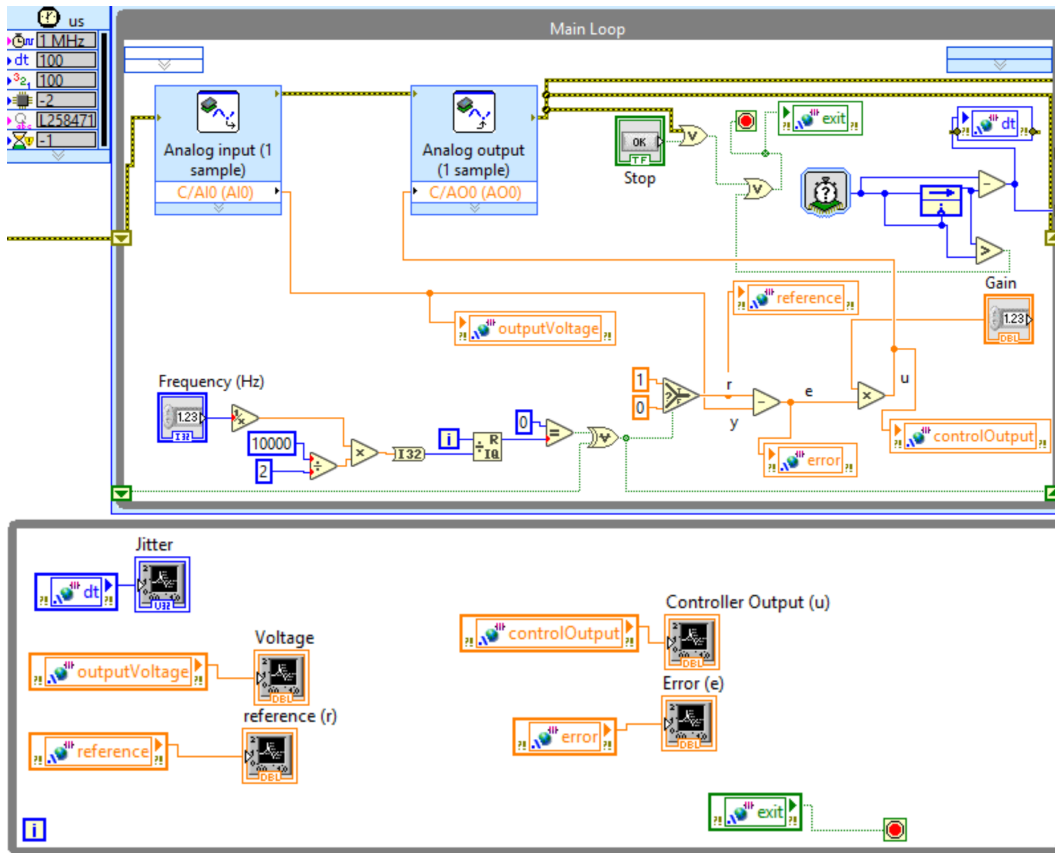 us
Main Loop
1 MHz
dt 100
100
-2
L258471
-1
Analog input (1
sample)
C/AI0 (AI0)
Analog output
(1 sample)
C/AO0 (AO0)
OK
TF
Stop
exit
dt
Gain
1.23
DBL
reference
outputVoltage
Frequency (Hz)
1.23
I32
1/x
10000
2
I32
i
R
IQ
0
1
0
r
y
e
u
error
controlOutput
Jitter
dt
U32
Voltage
outputVoltage
DBL
reference (r)
reference
DBL
Controller Output (u)
controlOutput
DBL
Error (e)
error
DBL
exit
i